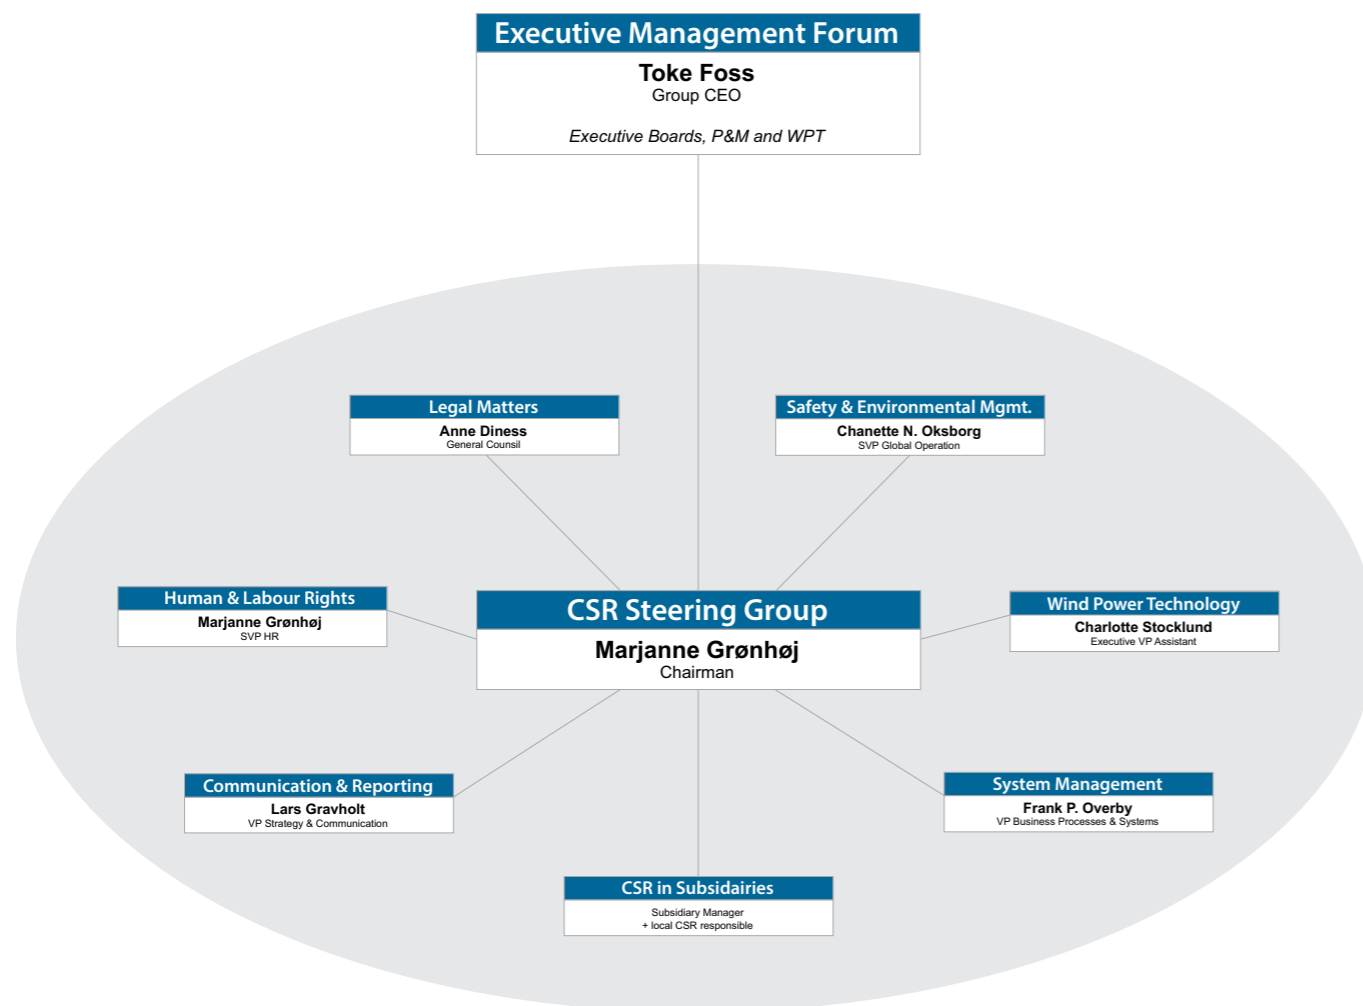 Executive Management Forum
Toke Foss
Group CEO
Executive Boards, P&M and WPT
Legal Matters
Anne Diness
General Counsil
Safety & Environmental Mgmt.
Chanette N. Oksborg
SVP Global Operation
Human & Labour Rights
Marjanne Grønhøj
SVP HR
CSR Steering Group
Marjanne Grønhøj
Chairman
Wind Power Technology
Charlotte Stocklund
Executive VP Assistant
Communication & Reporting
Lars Gravholt
VP Strategy & Communication
System Management
Frank P. Overby
VP Business Processes & Systems
CSR in Subsidairies
Subsidiary Manager
+ local CSR responsible